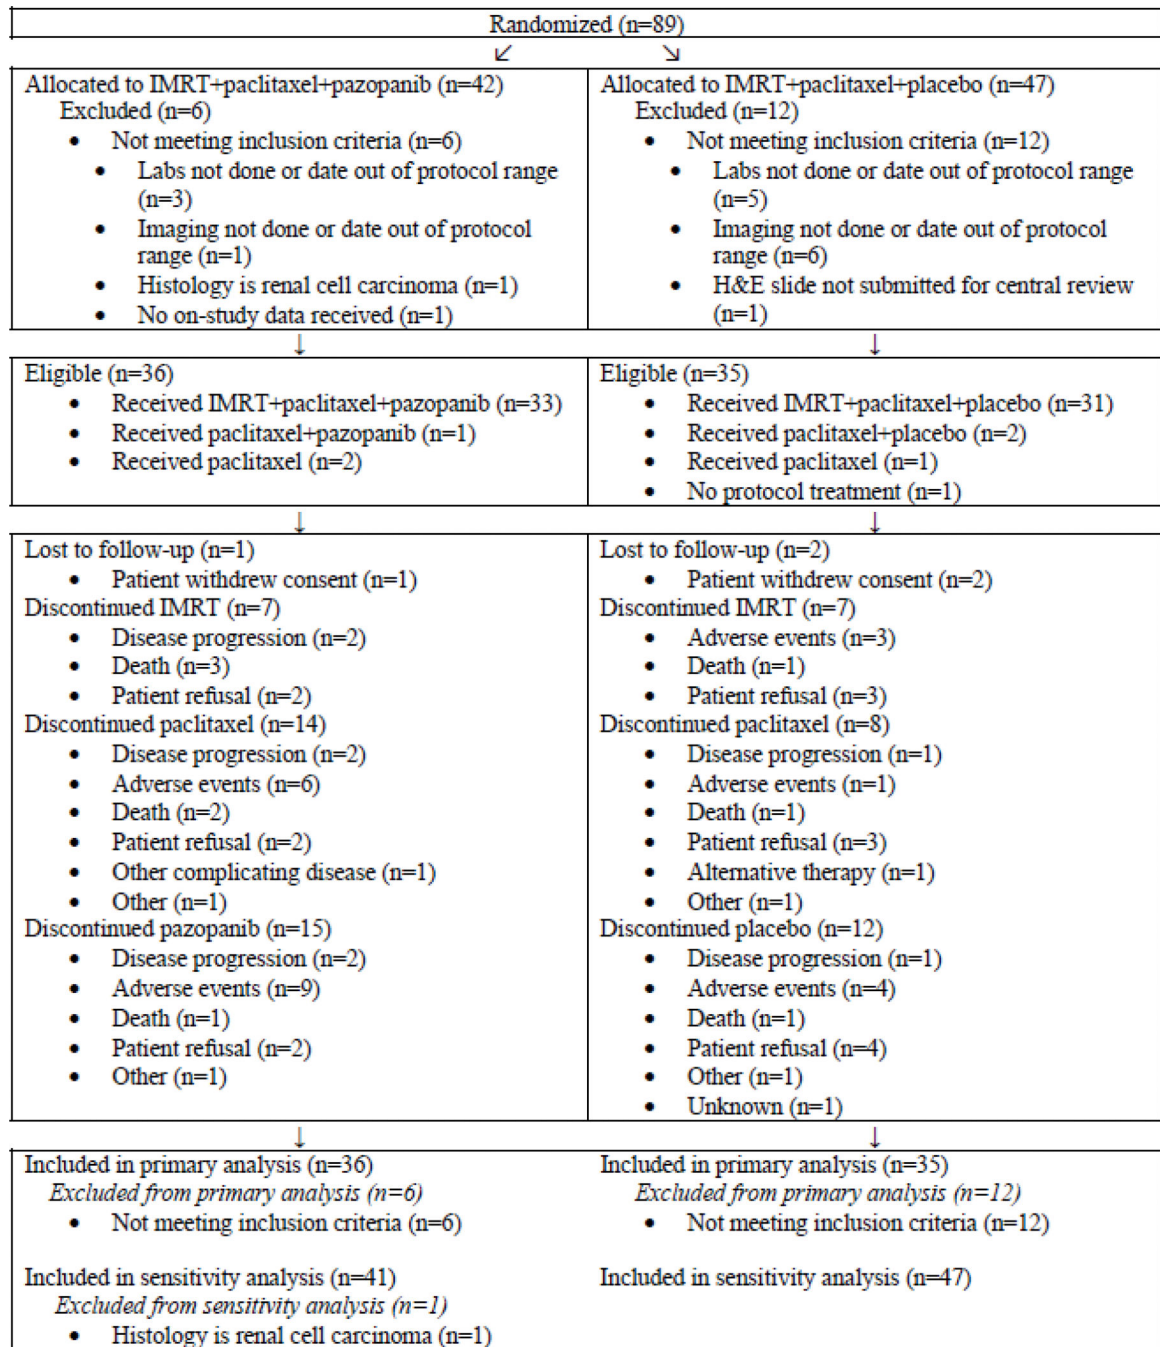 Randomized (n=89)
Allocated to IMRT+paclitaxel+pazopanib (n=42)
Excluded (n=6)
• Not meeting inclusion criteria (n=6)
• Labs not done or date out of protocol range
(n=3)
• Imaging not done or date out of protocol
range (n=1)
• Histology is renal cell carcinoma (n=1)
• No on-study data received (n=1)
Allocated to IMRT+paclitaxel+placebo (n=47)
Excluded (n=12)
• Not meeting inclusion criteria (n=12)
• Labs not done or date out of protocol range
(n=5)
• Imaging not done or date out of protocol
range (n=6)
• H&E slide not submitted for central review
(n=1)
Eligible (n=36)
• Received IMRT+paclitaxel+pazopanib (n=33)
• Received paclitaxel+pazopanib (n=1)
• Received paclitaxel (n=2)
Eligible (n=35)
• Received IMRT+paclitaxel+placebo (n=31)
• Received paclitaxel+placebo (n=2)
• Received paclitaxel (n=1)
• No protocol treatment (n=1)
Lost to follow-up (n=1)
• Patient withdrew consent (n=1)
Discontinued IMRT (n=7)
• Disease progression (n=2)
• Death (n=3)
• Patient refusal (n=2)
Discontinued paclitaxel (n=14)
• Disease progression (n=2)
• Adverse events (n=6)
• Death (n=2)
• Patient refusal (n=2)
• Other complicating disease (n=1)
• Other (n=1)
Discontinued pazopanib (n=15)
• Disease progression (n=2)
• Adverse events (n=9)
• Death (n=1)
• Patient refusal (n=2)
• Other (n=1)
Lost to follow-up (n=2)
• Patient withdrew consent (n=2)
Discontinued IMRT (n=7)
• Adverse events (n=3)
• Death (n=1)
• Patient refusal (n=3)
Discontinued paclitaxel (n=8)
• Disease progression (n=1)
• Adverse events (n=1)
• Death (n=1)
• Patient refusal (n=3)
• Alternative therapy (n=1)
• Other (n=1)
Discontinued placebo (n=12)
• Disease progression (n=1)
• Adverse events (n=4)
• Death (n=1)
• Patient refusal (n=4)
• Other (n=1)
• Unknown (n=1)
Included in primary analysis (n=36)
Excluded from primary analysis (n=6)
• Not meeting inclusion criteria (n=6)
Included in sensitivity analysis (n=41)
Excluded from sensitivity analysis (n=1)
• Histology is renal cell carcinoma (n=1)
Included in primary analysis (n=35)
Excluded from primary analysis (n=12)
• Not meeting inclusion criteria (n=12)
Included in sensitivity analysis (n=47)